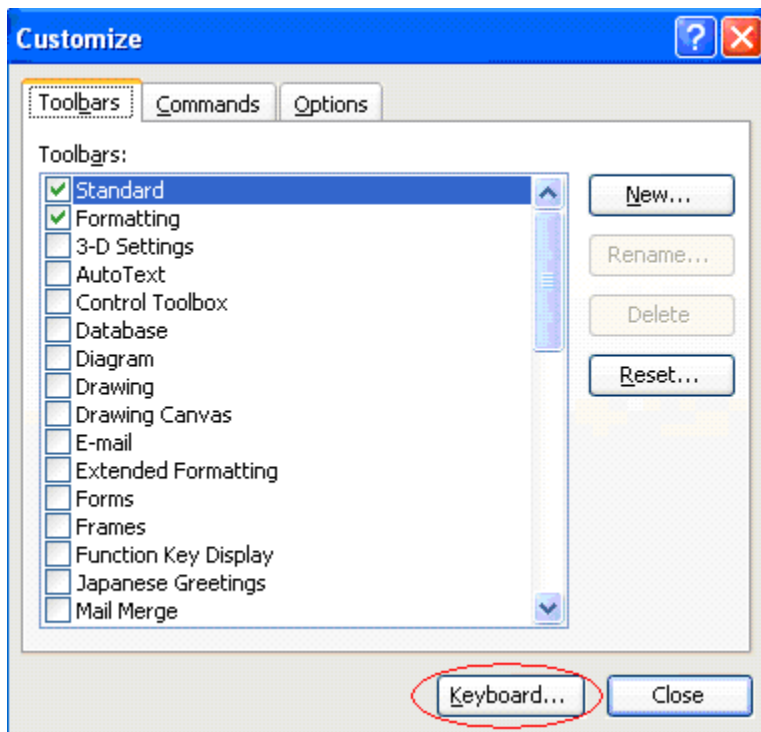 Customize
Toolbars Commands Options
Toolbars:
Standard
Formatting
3-D Settings
AutoText
Control Toolbox
Database
Diagram
Drawing
Drawing Canvas
E-mail
Extended Formatting
Forms
Frames
Function Key Display
Japanese Greetings
Mail Merge
New...
Rename...
Delete
Reset...
Keyboard... Close